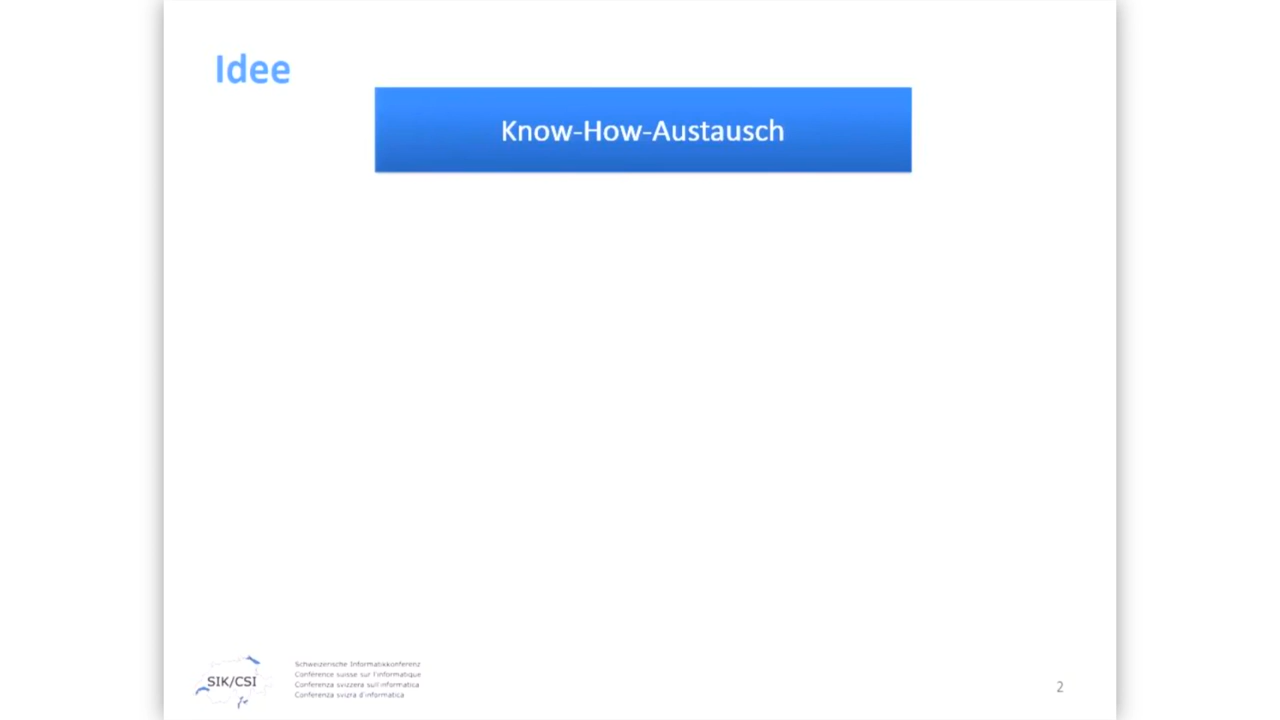 Idee
Know-How-Austausch
SIK/CSI
Schweizerische Informatikkonferenz
Conférence suisse sur l'informatique
Conferenza svizzera sull'informatica
Conferenza svizra d'informatica
2